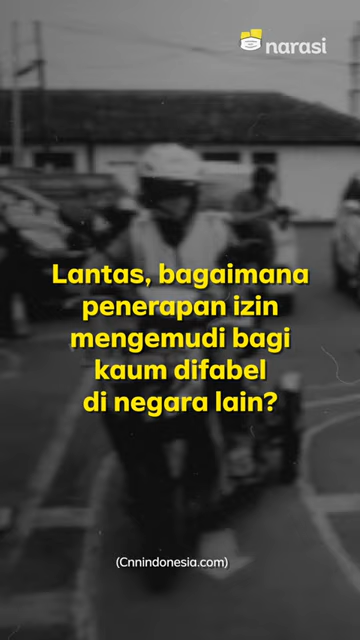 narasi
Lantas, bagaimana
penerapan izin
mengemudi bagi
kaum difabel
di negara lain?
(Cnnindonesia.com)